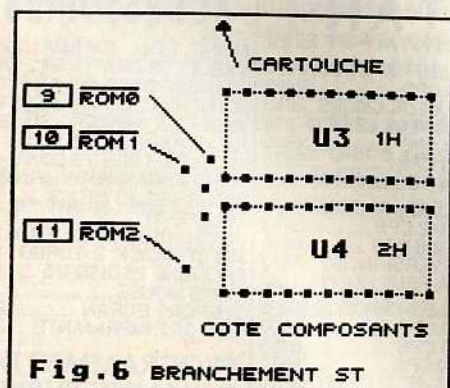 CARTOUCHE
9 ROM0
10 ROM1
11 ROM2
U3 1H
U4 2H
COTE COMPOSANTS
Fig.6 BRANCHEMENT ST